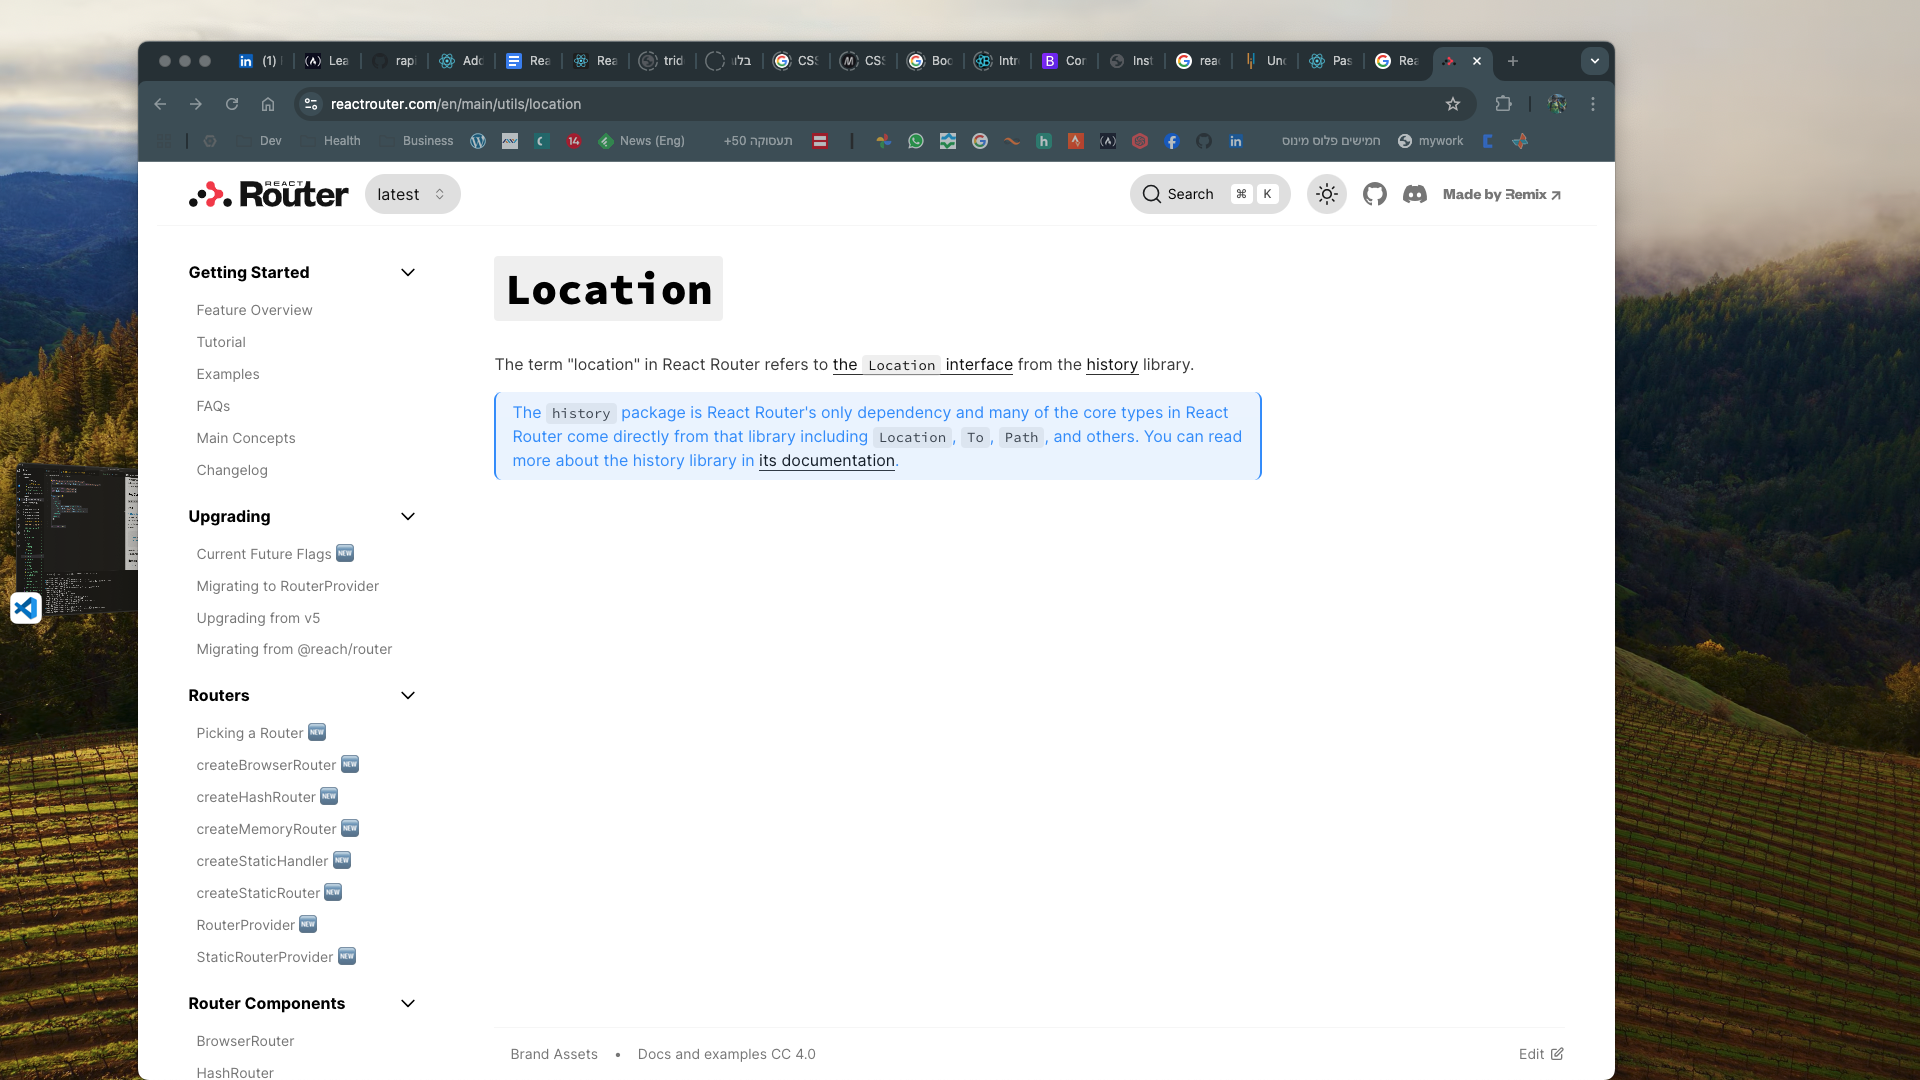 (1)
Lea
rapi
Add
Rea
Rea
trid
בלוג
CSS
CSS
Boo
Intr
Cor
Inst
reac
Unc
Pas
Rea
reactrouter.com/en/main/utils/location
Dev
Health
Business
14
News (Eng)
תעסוקה 50+
חמישים פלוס מינוס
mywork
REACT
Router
latest
Search
⌘ K
Made by Remix
Getting Started
Feature Overview
Tutorial
Examples
FAQs
Main Concepts
Changelog
Upgrading
Current Future Flags NEW
Migrating to RouterProvider
Upgrading from v5
Migrating from @reach/router
Routers
Picking a Router NEW
createBrowserRouter NEW
createHashRouter NEW
createMemoryRouter NEW
createStaticHandler NEW
createStaticRouter NEW
RouterProvider NEW
StaticRouterProvider NEW
Router Components
BrowserRouter
HashRouter
Location
The term "location" in React Router refers to the Location interface from the history library.
The history package is React Router's only dependency and many of the core types in React
Router come directly from that library including Location, To, Path, and others. You can read
more about the history library in its documentation.
Brand Assets • Docs and examples CC 4.0
Edit